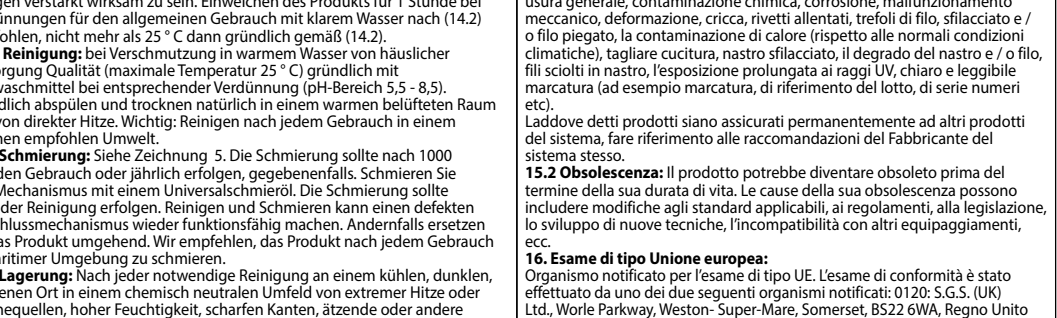 verstärkt wirksam zu sein. Einweichen des Produkts für 1 Stunde bei
für den allgemeinen Gebrauch mit klarem Wasser nach (14.2)
nicht mehr als 25 ° C dann gründlich gemäß (14.2).
Reinigung: bei Verschmutzung in warmem Wasser von häuslicher
Qualität (maximale Temperatur 25 ° C) gründlich mit
bei entsprechender Verdünnung (pH-Bereich 5,5 - 8,5).
abspülen und trocknen natürlich in einem warmen belüfteten Raum
von direkter Hitze. Wichtig: Reinigen nach jedem Gebrauch in einem
empfohlen Umwelt.
Schmierung: Siehe Zeichnung 5. Die Schmierung sollte nach 1000
Gebrauch oder jährlich erfolgen, gegebenenfalls. Schmieren Sie
Mechanismus mit einem Universalschmieröl. Die Schmierung sollte
der Reinigung erfolgen. Reinigen und Schmieren kann einen defekten
wieder funktionsfähig machen. Andernfalls ersetzen
das Produkt umgehend. Wir empfehlen, das Produkt nach jedem Gebrauch
Umgebung zu schmieren.
Lagerung: Nach jeder notwendige Reinigung an einem kühlen, dunklen,
Ort in einem chemisch neutralen Umfeld von extremer Hitze oder
hoher Feuchtigkeit, scharfen Kanten, ätzende oder andere
usura generale, contaminazione chimica, corrosione, malfunzionamento
meccanico, deformazione, cricca, rivetti allentati, trefoli di filo, sfilacciato e /
o filo piegato, la contaminazione di calore (rispetto alle normali condizioni
climatiche), tagliare cucitura, nastro sfilacciato, il degrado del nastro e / o filo,
fili sciolti in nastro, l'esposizione prolungata ai raggi UV, chiaro e leggibile
marcatura (ad esempio marcatura, di riferimento del lotto, di serie numeri
etc).
Laddove detti prodotti siano assicurati permanentemente ad altri prodotti
del sistema, fare riferimento alle raccomandazioni del Fabbricante del
sistema stesso.
15.2 Obsolescenza: Il prodotto potrebbe diventare obsoleto prima del
termine della sua durata di vita. Le cause della sua obsolescenza possono
includere modifiche agli standard applicabili, ai regolamenti, alla legislazione,
lo sviluppo di nuove tecniche, l'incompatibilità con altri equipaggiamenti,
ecc.
16. Esame di tipo Unione europea:
Organismo notificato per l'esame di tipo UE. L'esame di conformità è stato
effettuato da uno dei due seguenti organismi notificati: 0120: S.G.S. (UK)
Ltd., Worle Parkway, Weston- Super-Mare, Somerset, BS22 6WA, Regno Unito